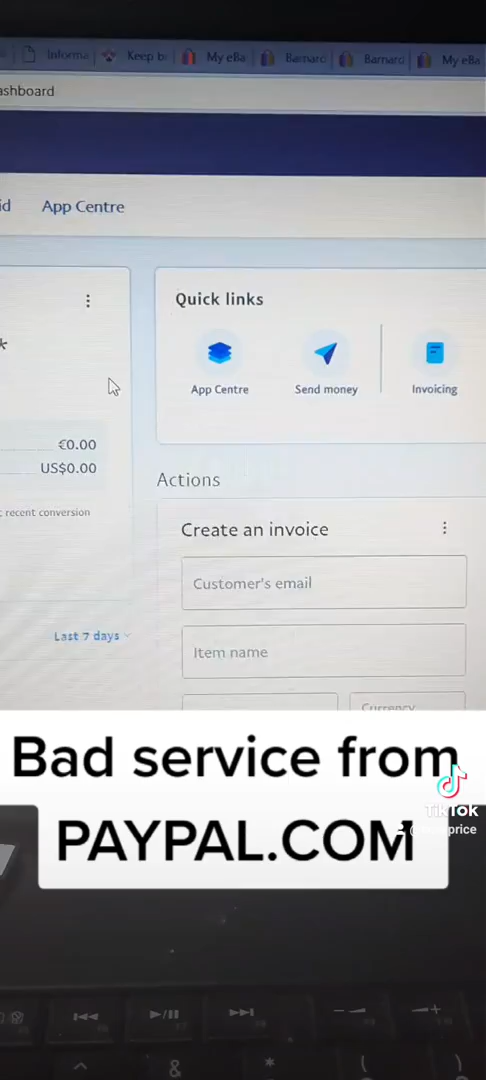 Informa
Keep b
My eBa
Barnard
Barnard
My eBa
ashboard
id
App Centre
Quick links
App Centre
Send money
Invoicing
€0.00
US$0.00
recent conversion
Last 7 days
Actions
Create an invoice
Customer's email
Item name
Currency
Bad service from
PAYPAL.COM
TikTok
price
&
*
(
)